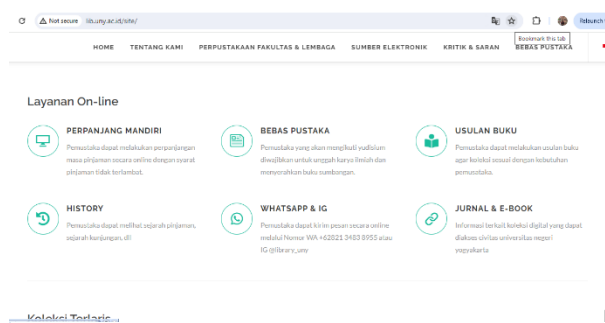 Not secure lib.uny.ac.id/site/
Relaunch
Bookmark this tab
HOME TENTANG KAMI PERPUSTAKAAN FAKULTAS & LEMBAGA SUMBER ELEKTRONIK KRITIK & SARAN BEBAS PUSTAKA
Layanan On-line
PERPANJANG MANDIRI
Pemustaka dapat melakukan perpanjangan
masa pinjaman secara online dengan syarat
pinjaman tidak terlambat.
BEBAS PUSTAKA
Pemustaka yang akan mengikuti yudisium
diwajibkan untuk unggah karya ilmiah dan
menyerahkan buku sumbangan.
USULAN BUKU
Pemustaka dapat melakukan usulan buku
agar koleksi sesuai dengan kebutuhan
pemustaka.
HISTORY
Pemustaka dapat melihat sejarah pinjaman,
sejarah kunjungan, dll
WHATSAPP & IG
Pemustaka dapat kirim pesan secara online
melalui Nomor WA +62821 3483 8955 atau
IG @library_uny
JURNAL & E-BOOK
Informasi terkait koleksi digital yang dapat
diakses civitas universitas negeri
yogyakarta
Koleksi Terlaris